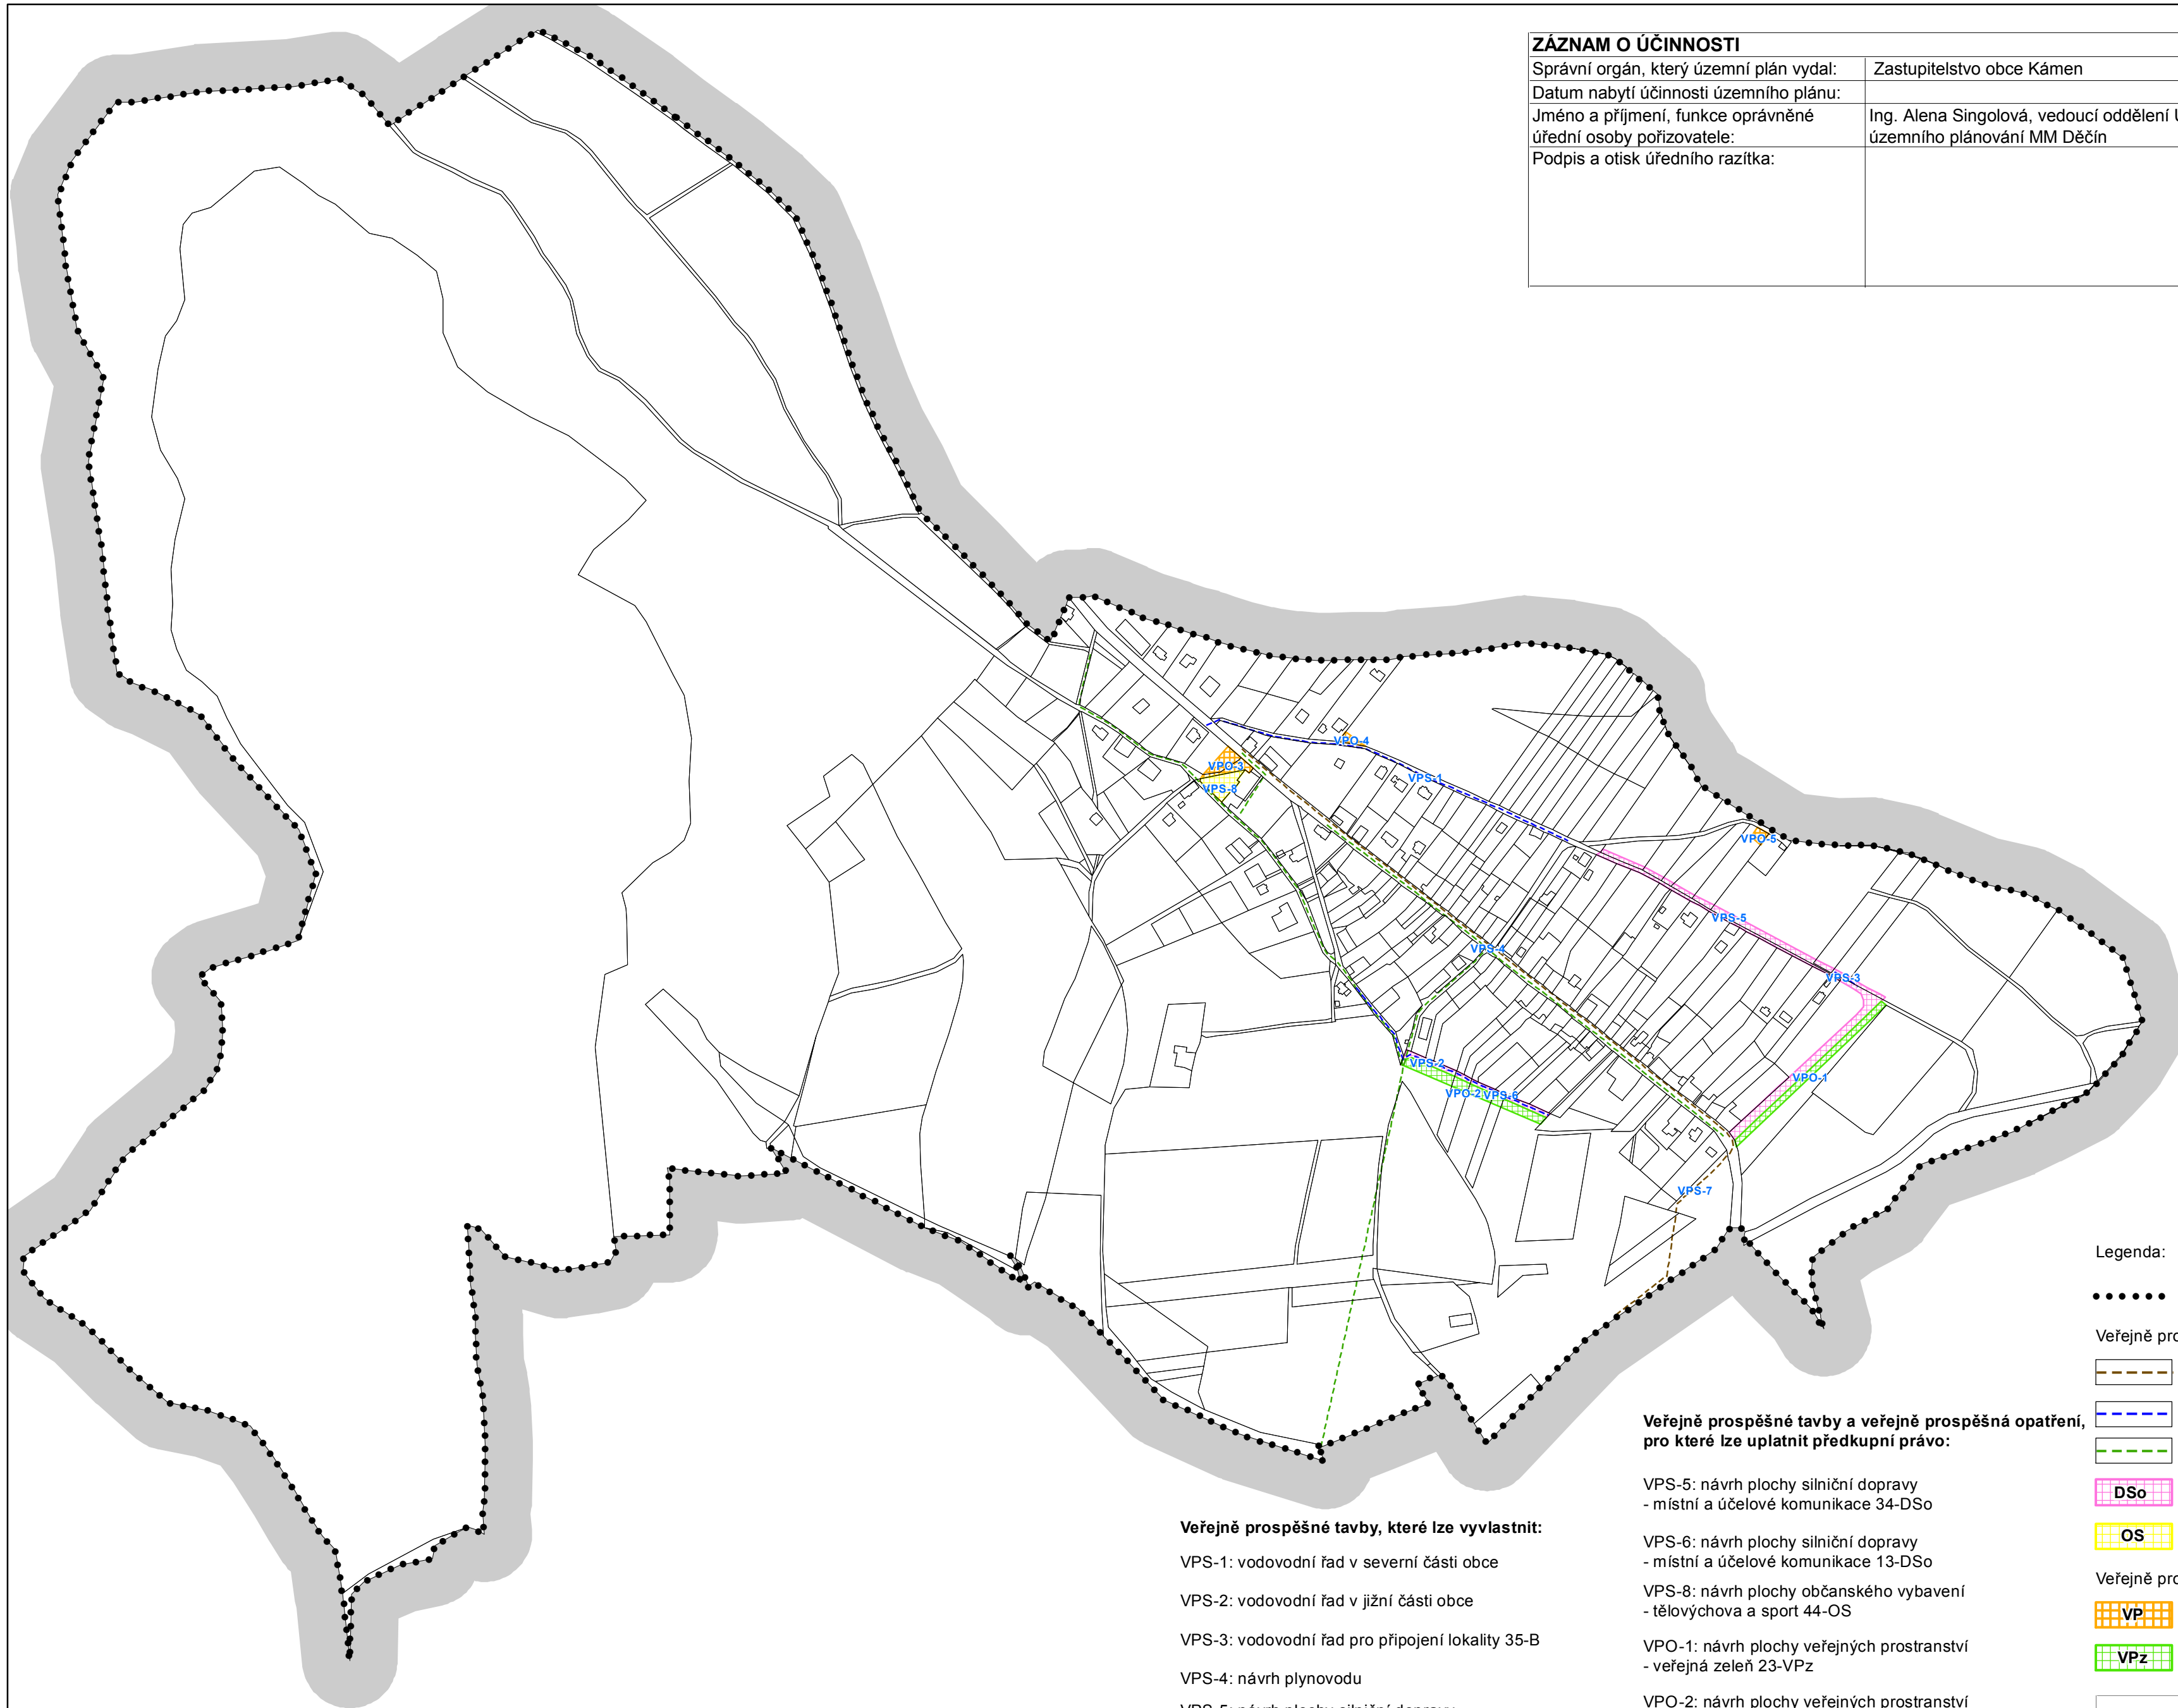 ZÁZNAM O ÚČINNOSTI
Správní orgán, který územní plán vydal: Zastupitelstvo obce Kámen
Datum nabytí účinnosti územního plánu:
Jméno a příjmení, funkce oprávněné
úřední osoby pořizovatele:
Ing. Alena Singolová, vedoucí oddělení
územního plánování MM Děčín
Podpis a otisk úředního razítka:
VPO-4
VPO-3
VPS-1
VPS-8
VPO-5
VPS-5
VPS-4
VPS-3
VPS-2
VPO-1
VPO-2
VPS-6
VPS-7
Legenda:
Veřejně
DSo
OS
Veřejně
VP
VPz
Veřejně prospěšné tavby a veřejně prospěšná opatření,
pro které lze uplatnit předkupní právo:
VPS-5: návrh plochy silniční dopravy
- místní a účelové komunikace 34-DSo
VPS-6: návrh plochy silniční dopravy
- místní a účelové komunikace 13-DSo
VPS-8: návrh plochy občanského vybavení
- tělovýchova a sport 44-OS
VPO-1: návrh plochy veřejných prostranství
- veřejná zeleň 23-VPz
VPO-2: návrh plochy veřejných prostranství
Veřejně prospěšné tavby, které lze vyvlastnit:
VPS-1: vodovodní řad v severní části obce
VPS-2: vodovodní řad v jižní části obce
VPS-3: vodovodní řad pro připojení lokality 35-B
VPS-4: návrh plynovodu
VPS-5: návrh plochy silniční dopravy